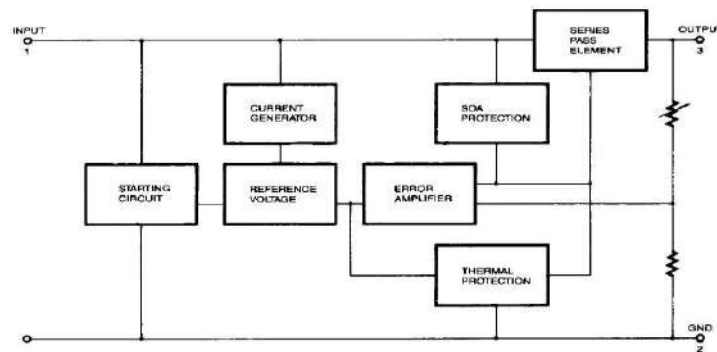 INPUT
1
SERIES
PASS
ELEMENT
OUTPU
3
CURRENT
GENERATOR
SOA
PROTECTION
STARTING
CIRCUIT
REFERENCE
VOLTAGE
ERROR
AMPLIFIER
THERMAL
PROTECTION
GND
2